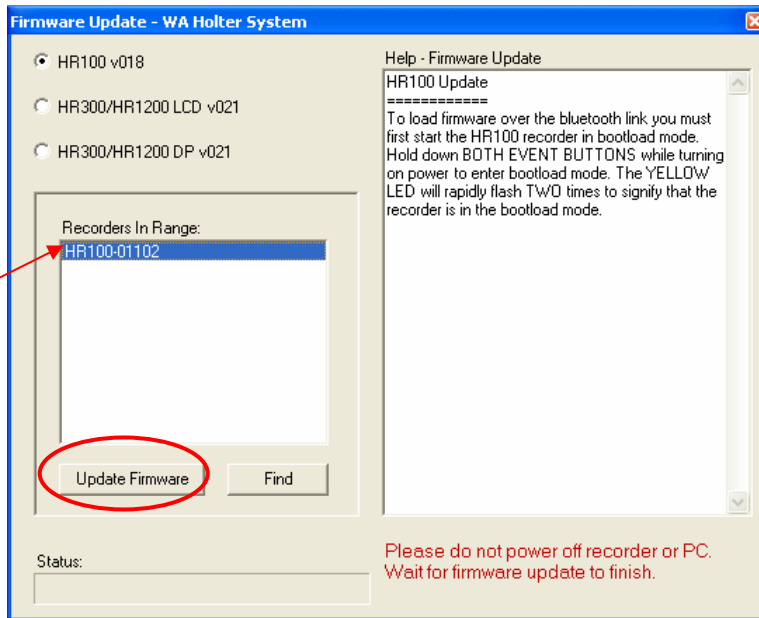 Firmware Update - WA Holter System
HR100 v018
HR300/HR1200 LCD v021
HR300/HR1200 DP v021
Recorders In Range:
HR100-01102
Update Firmware
Find
Status:
Help - Firmware Update
HR100 Update
============
To load firmware over the bluetooth link you must
first start the HR100 recorder in bootload mode.
Hold down BOTH EVENT BUTTONS while turning
on power to enter bootload mode. The YELLOW
LED will rapidly flash TWO times to signify that the
recorder is in the bootload mode.
Please do not power off recorder or PC.
Wait for firmware update to finish.